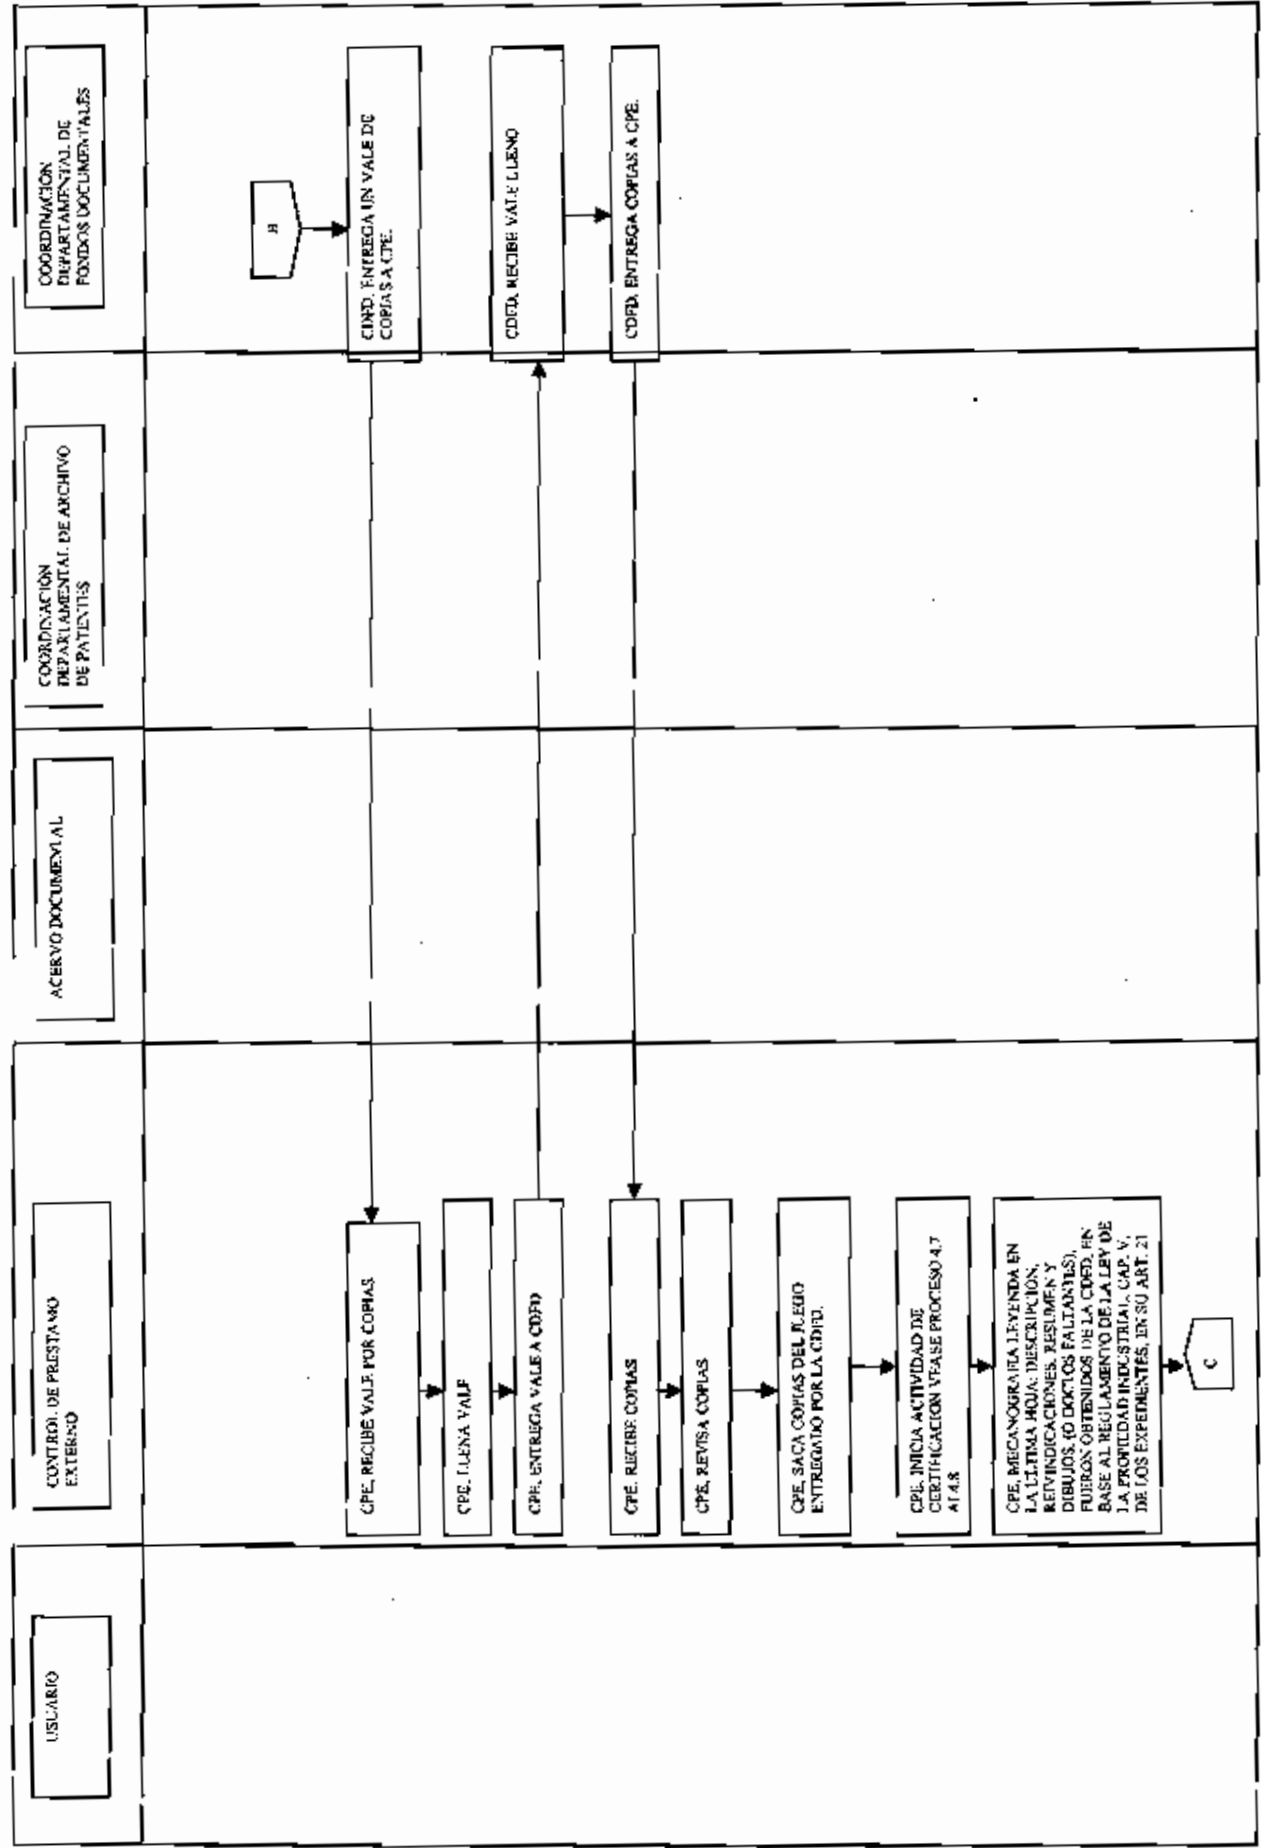 USUARIO
CONTROL DE PRESTAMO
EXTERNO
ACERVO DOCUMENTAL
COORDINACIÓN
DEPARTAMENTAL DE ARCHIVO
DE PATENTES
COORDINACIÓN
DEPARTAMENTAL DE
FONDOS DOCUMENTALES
H
CDFD, ENTREGA UN VALE DE
COPIAS A CPE.
CPE, RECIBE VALE POR COPIAS
CPE, LLENA VALE
CPE, ENTREGA VALE A CDFD
CDFD, RECIBE VALE LLENO
CDFD, ENTREGA COPIAS A CPE.
CPE, RECIBE COPIAS
CPE, REVISA COPIAS
CPE, SACA COPIAS DEL JUEGO
ENTREGADO POR LA CDFD.
CPE, INICIA ACTIVIDAD DE
CERTIFICACION VEASE PROCESO 4.7
AL 4.8
CPE, MECANOGRAFIA LEYENDA EN
LA ULTIMA HOJA: DESCRIPCIÓN,
REIVINDICACIONES, RESUMEN Y
DIBUJOS, (O DOCTOS FALTANTES),
FUERON OBTENIDOS DE LA CDFD, EN
BASE AL REGLAMENTO DE LA LEY DE
LA PROPIEDAD INDUSTRIAL, CAP. V,
DE LOS EXPEDIENTES, EN SU ART. 21
C